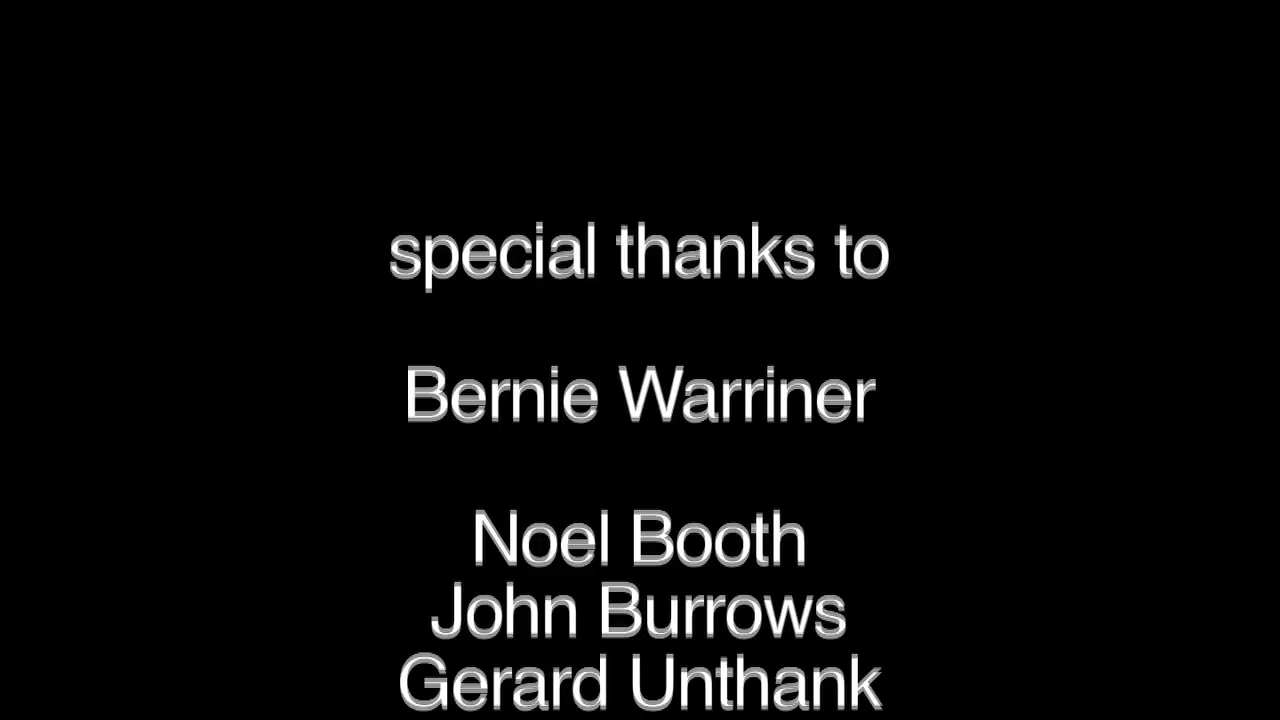 special thanks to
Bernie Warriner
Noel Booth
John Burrows
Gerard Unthank